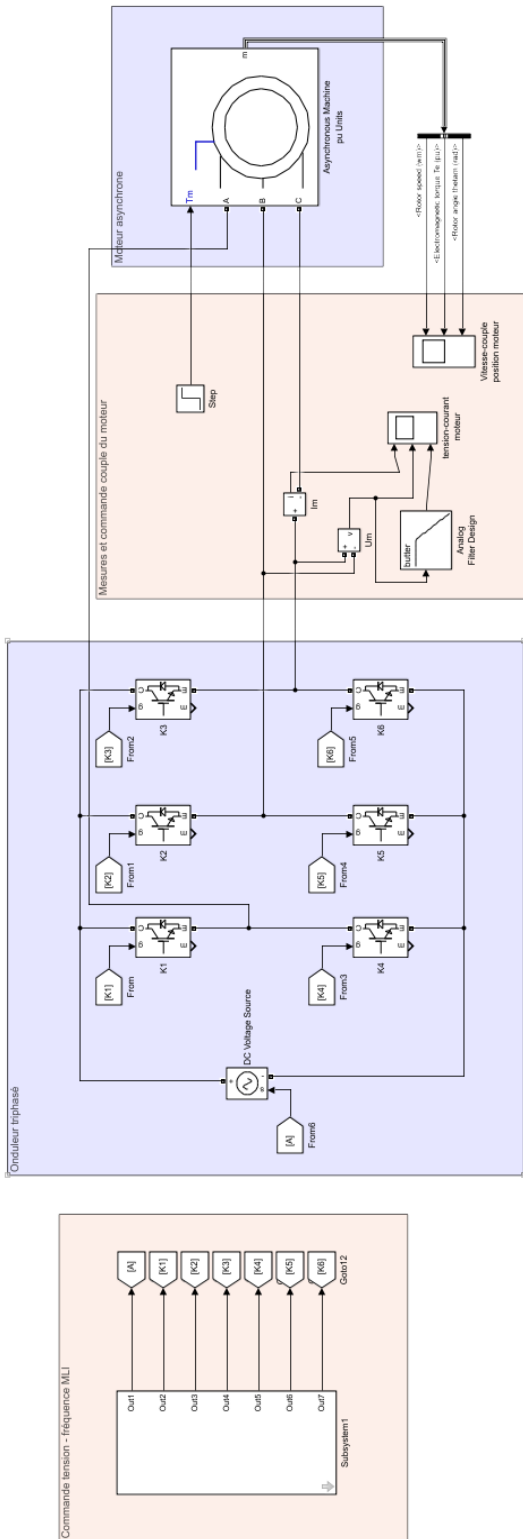 Commande tension - fréquence MLI
Out1
Out2
Out3
Out4
Out5
Out6
Out7
Subsystem1
[A]
[K1]
[K2]
[K3]
[K4]
[K5]
[K6]
Goto12
Onduleur triphasé
[A]
From6
DC Voltage Source
s
+
-
[K1]
From
g
C
E
m
K1
[K2]
From1
g
C
E
m
K2
[K3]
From2
g
C
E
m
K3
[K4]
From3
g
C
E
m
K4
[K5]
From4
g
C
E
m
K5
[K6]
From5
g
C
E
m
K6
Mesures et commande couple du moteur
Step
+
i
-
Im
+
v
-
Um
butter
Analog
Filter Design
tension-courant
moteur
Vitesse-couple
position moteur
Moteur asynchrone
Tm
A
B
C
m
Asynchronous Machine
pu Units
<Rotor speed (wm)>
<Electromagnetic torque Te (pu)>
<Rotor angle thetam (rad)>